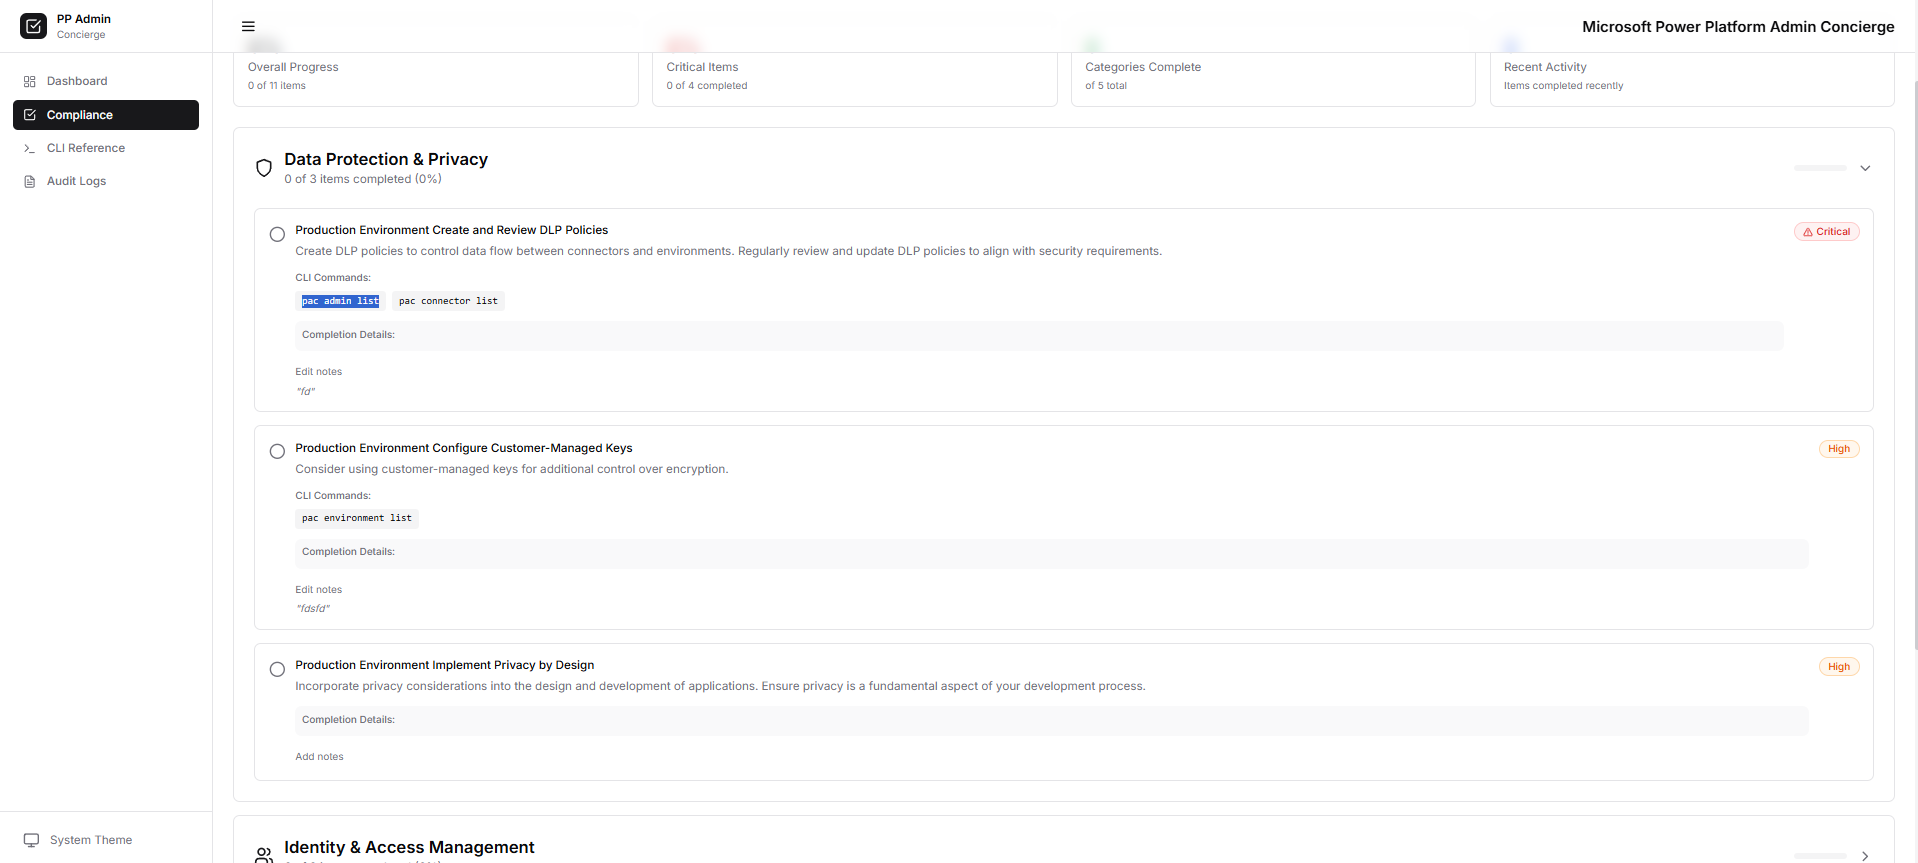 PP Admin
Concierge
Microsoft Power Platform Admin Concierge
Dashboard
Compliance
CLI Reference
Audit Logs
System Theme
Overall Progress
0 of 11 items
Critical Items
0 of 4 completed
Categories Complete
of 5 total
Recent Activity
Items completed recently
Data Protection & Privacy
0 of 3 items completed (0%)
Production Environment Create and Review DLP Policies
Critical
Create DLP policies to control data flow between connectors and environments. Regularly review and update DLP policies to align with security requirements.
CLI Commands:
pac admin list pac connector list
Completion Details:
Edit notes
"fd"
Production Environment Configure Customer-Managed Keys
High
Consider using customer-managed keys for additional control over encryption.
CLI Commands:
pac environment list
Completion Details:
Edit notes
"fdsfd"
Production Environment Implement Privacy by Design
High
Incorporate privacy considerations into the design and development of applications. Ensure privacy is a fundamental aspect of your development process.
Completion Details:
Add notes
Identity & Access Management